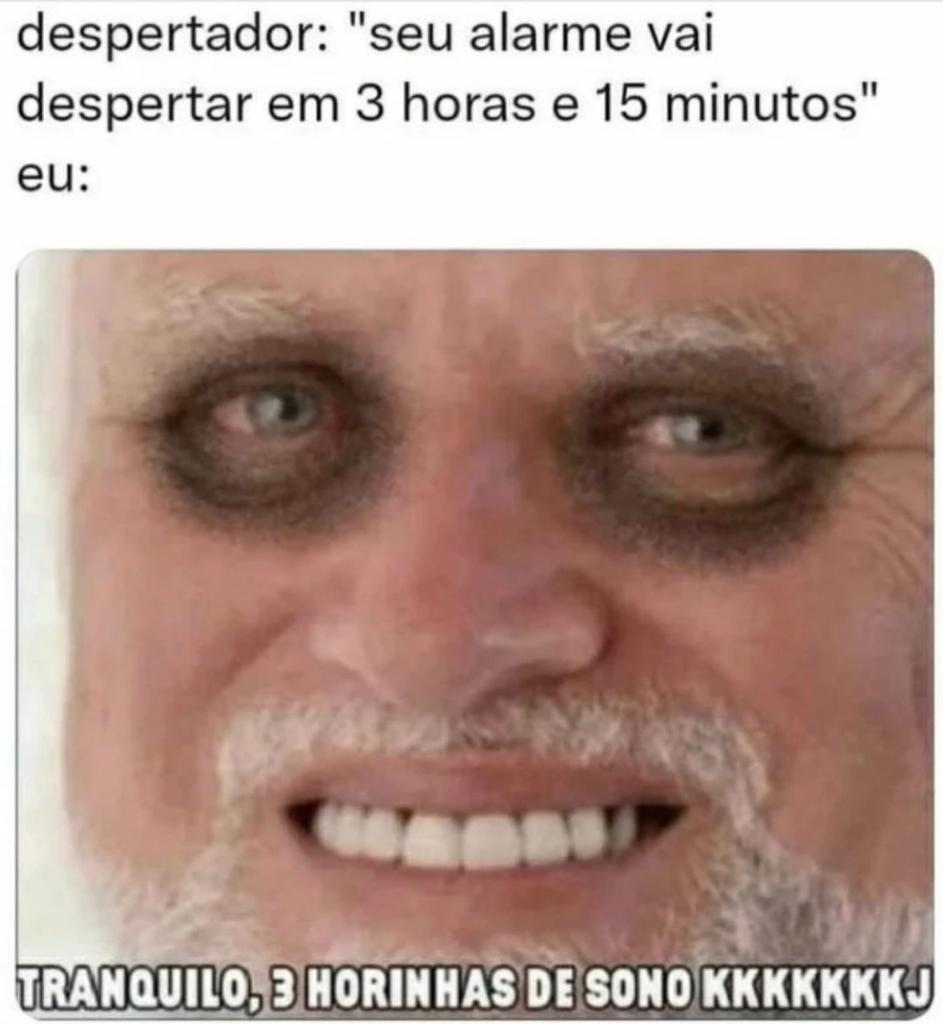 despertador: "seu alarme vai
despertar em 3 horas e 15 minutos"
eu:
TRANQUILO, 3 HORINHAS DE SONO KKKKKKKJ